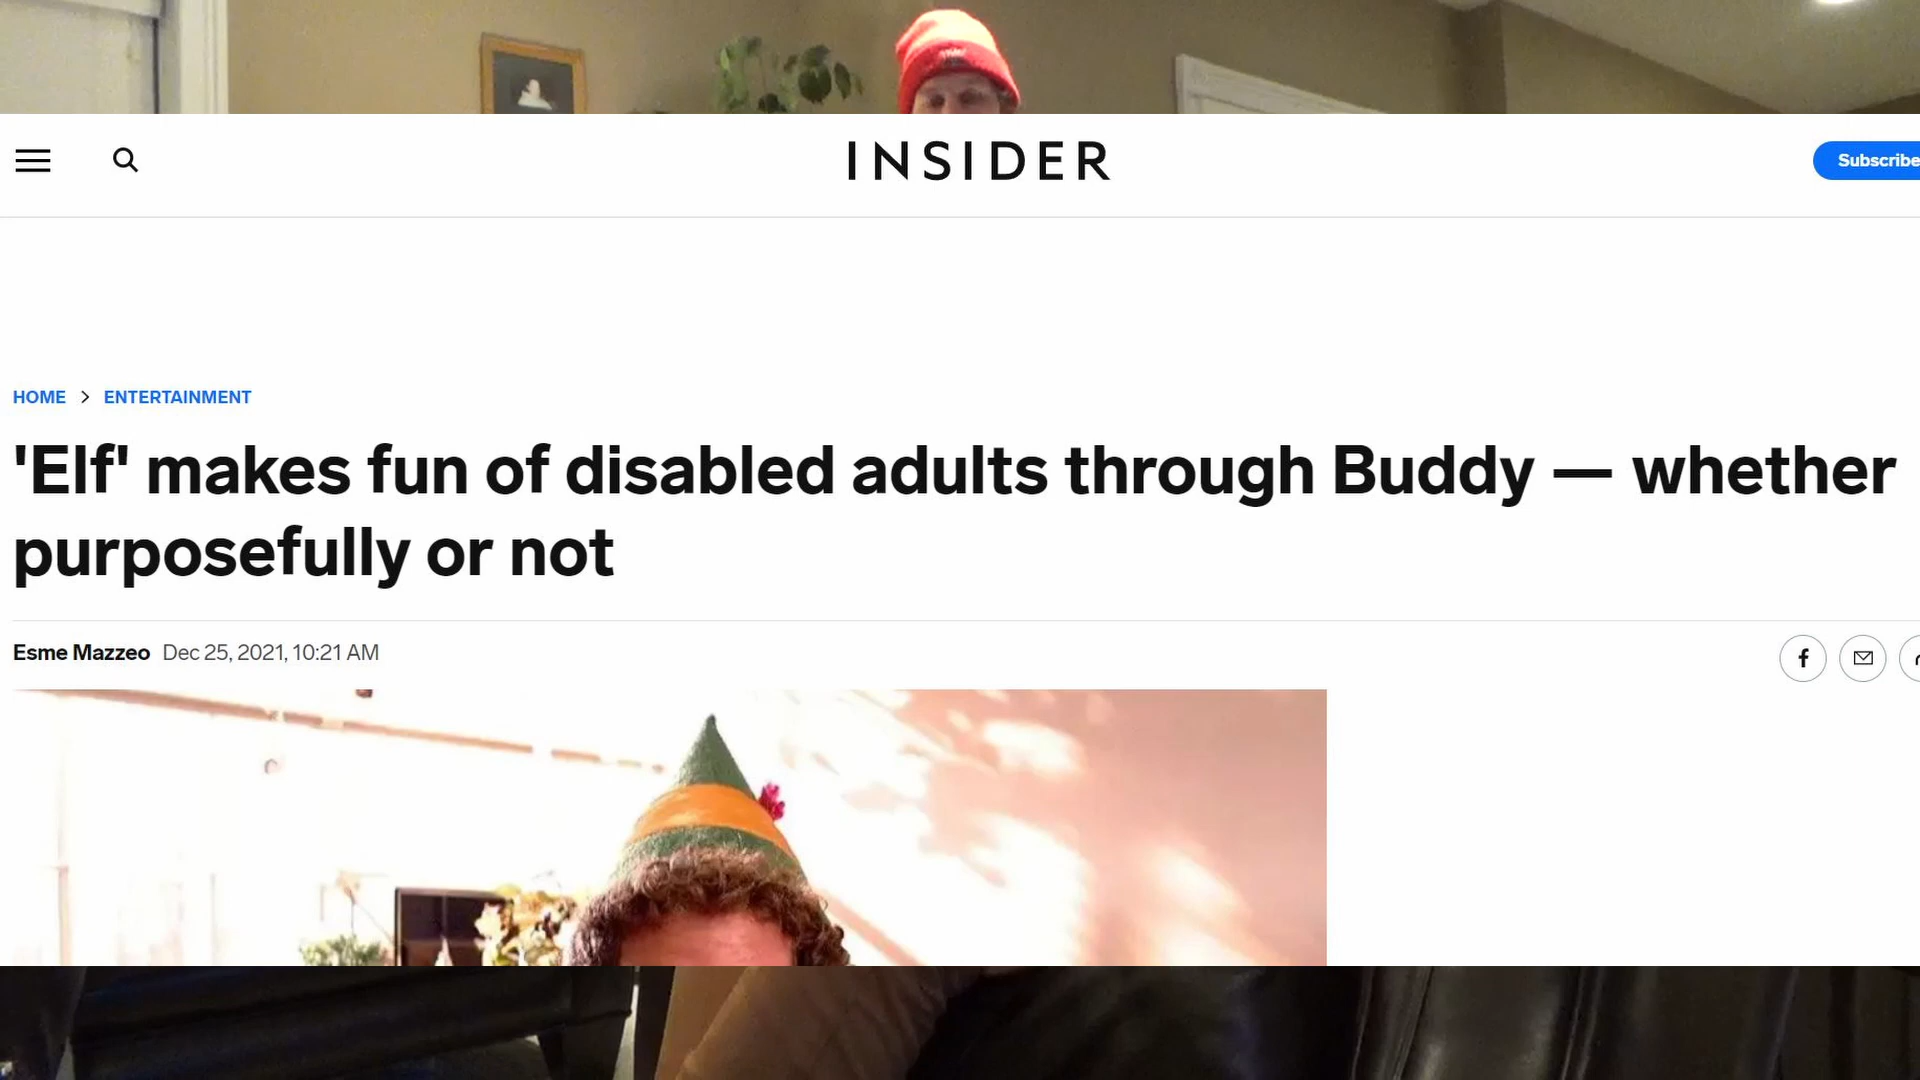 INSIDER
Subscribe
HOME > ENTERTAINMENT
'Elf' makes fun of disabled adults through Buddy — whether
purposefully or not
Esme Mazzeo Dec 25, 2021, 10:21 AM